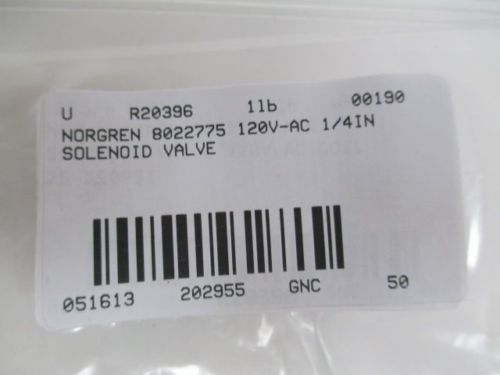 U R20396 1lb 00190
NORGREN 8022775 120V-AC 1/4IN
SOLENOID VALVE
051613 202955 GNC 50